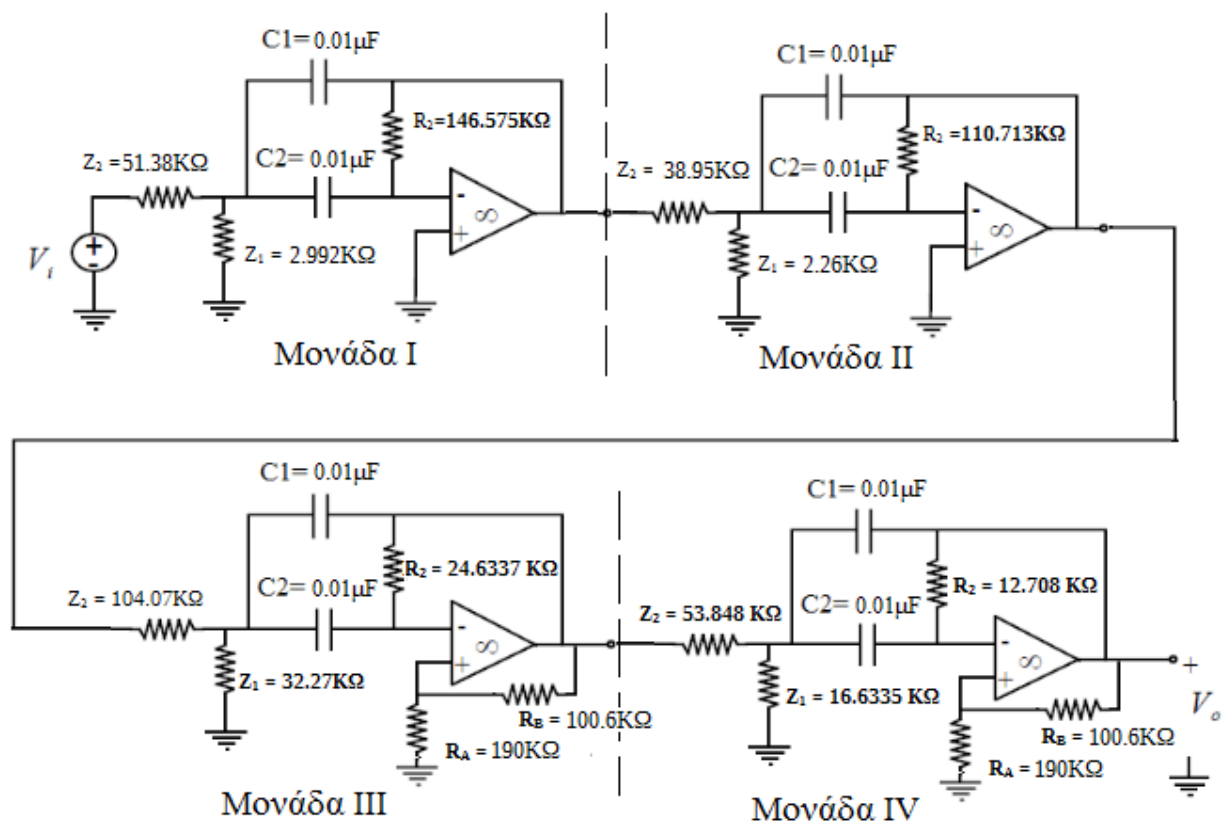 C1= 0.01μF
R₂=146.575KΩ
Z₂ = 51.38KΩ
C2= 0.01μF
-
∞
+
+
-
Vᵢ
Z₁ = 2.992KΩ
Μονάδα I
C1= 0.01μF
R₂ = 110.713KΩ
Z₂ = 38.95KΩ
C2= 0.01μF
-
∞
+
Z₁ = 2.26KΩ
Μονάδα II
C1= 0.01μF
R₂ = 24.6337 KΩ
Z₂ = 104.07KΩ
C2= 0.01μF
-
∞
+
Z₁ = 32.27KΩ
R_B = 100.6KΩ
R_A = 190KΩ
Μονάδα III
C1= 0.01μF
R₂ = 12.708 KΩ
Z₂ = 53.848 KΩ
C2= 0.01μF
-
∞
+
+
Vₒ
Z₁ = 16.6335 KΩ
R_B = 100.6KΩ
R_A = 190KΩ
Μονάδα IV